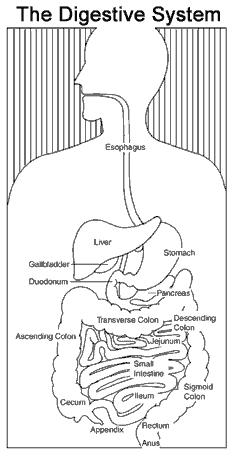 The Digestive System
Esophagus
Liver
Stomach
Gallbladder
Duodonum
Pancreas
Transverse Colon
Descending
Colon
Ascending Colon
Jejunum
Small
Intestine
Sigmoid
Colon
Cecum
Ileum
Appendix
Rectum
Anus